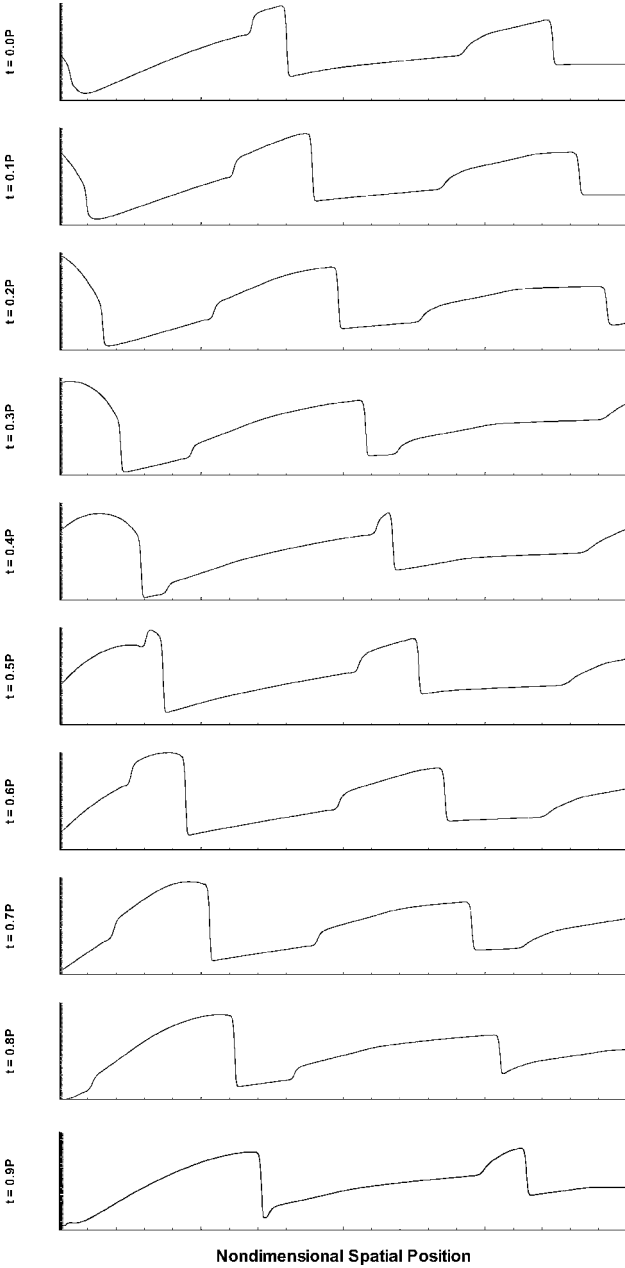 t = 0.0P
t = 0.1P
t = 0.2P
t = 0.3P
t = 0.4P
t = 0.5P
t = 0.6P
t = 0.7P
t = 0.8P
t = 0.9P
Nondimensional Spatial Position